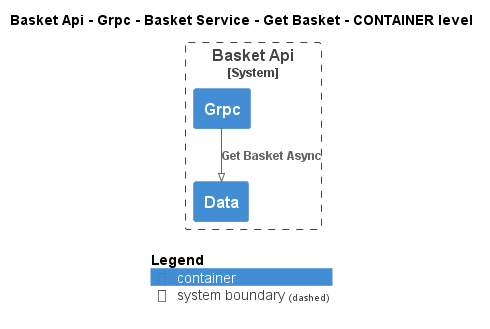 Basket Api - Grpc - Basket Service - Get Basket - CONTAINER level
Basket Api
[System]
Grpc
Get Basket Async
Data
Legend
container
system boundary (dashed)